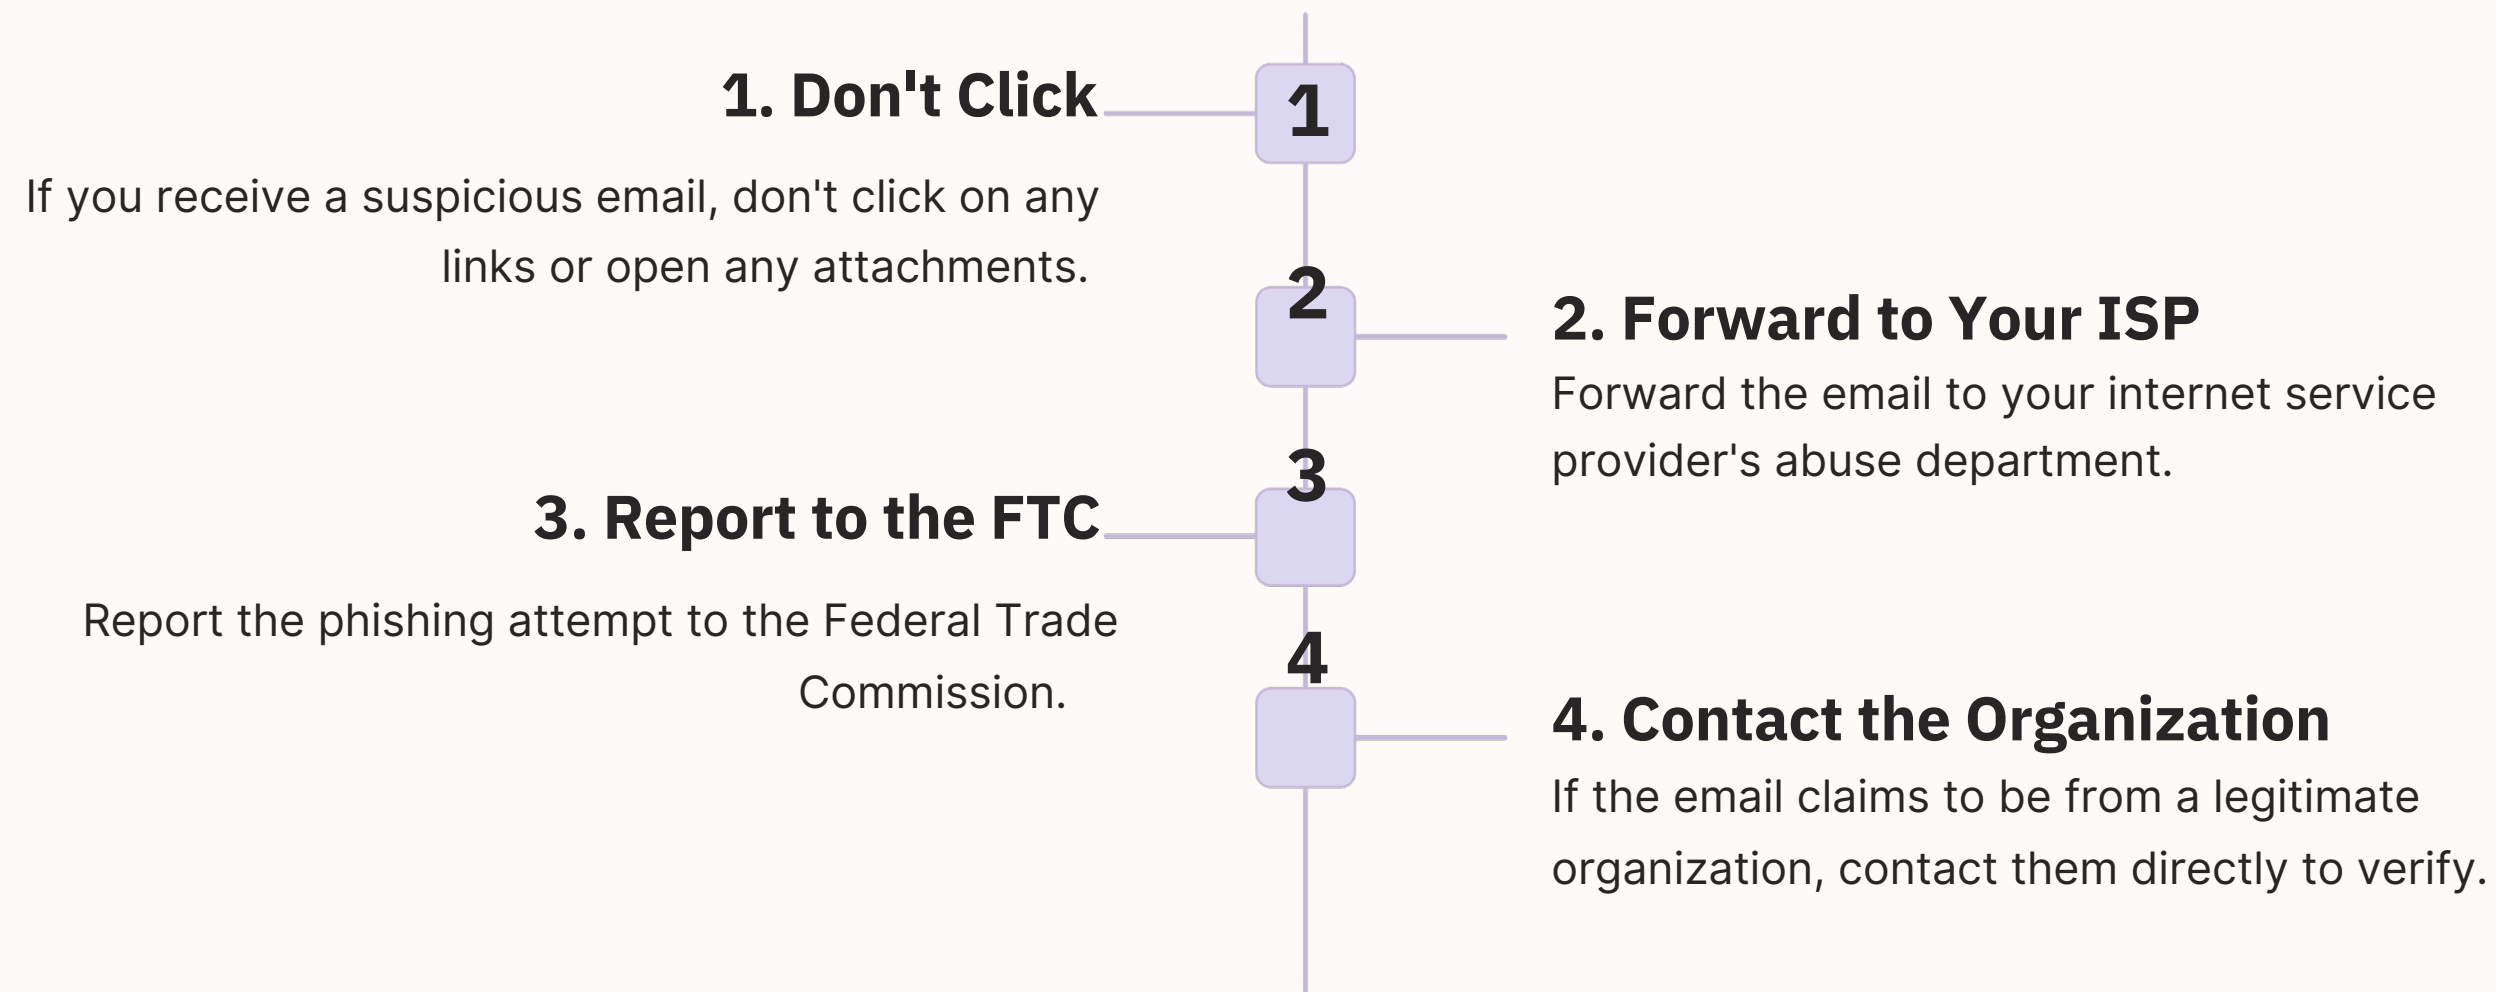 1. Don't Click
1
If you receive a suspicious email, don't click on any
links or open any attachments.
2
2. Forward to Your ISP
Forward the email to your internet service
provider's abuse department.
3
3. Report to the FTC
Report the phishing attempt to the Federal Trade
Commission.
4
4. Contact the Organization
If the email claims to be from a legitimate
organization, contact them directly to verify.